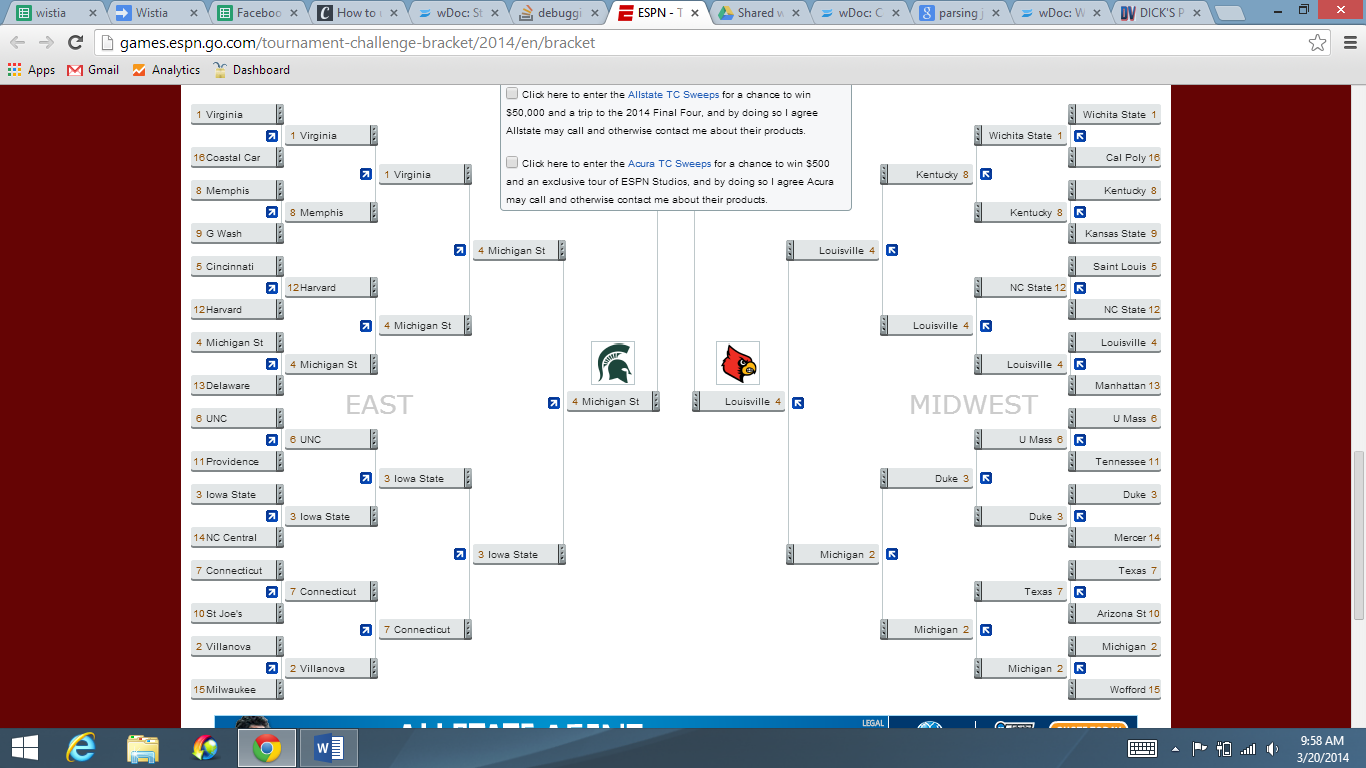 wistia
Wistia
Faceboo
How to u
wDoc: St
debuggi
ESPN - T
Shared w
wDoc: C
parsing j
wDoc: W
DICK'S P
games.espn.go.com/tournament-challenge-bracket/2014/en/bracket
Apps
Gmail
Analytics
Dashboard
Click here to enter the Allstate TC Sweeps for a chance to win
$50,000 and a trip to the 2014 Final Four, and by doing so I agree
Allstate may call and otherwise contact me about their products.
Click here to enter the Acura TC Sweeps for a chance to win $500
and an exclusive tour of ESPN Studios, and by doing so I agree Acura
may call and otherwise contact me about their products.
1 Virginia
16 Coastal Car
8 Memphis
9 G Wash
5 Cincinnati
12 Harvard
4 Michigan St
13 Delaware
6 UNC
11 Providence
3 Iowa State
14 NC Central
7 Connecticut
10 St Joe's
2 Villanova
15 Milwaukee
1 Virginia
8 Memphis
12 Harvard
4 Michigan St
6 UNC
3 Iowa State
7 Connecticut
2 Villanova
1 Virginia
4 Michigan St
3 Iowa State
7 Connecticut
4 Michigan St
3 Iowa State
4 Michigan St
EAST
Louisville 4
Louisville 4
Michigan 2
Kentucky 8
Louisville 4
Duke 3
Michigan 2
MIDWEST
Wichita State 1
Kentucky 8
NC State 12
Louisville 4
U Mass 6
Duke 3
Texas 7
Michigan 2
Wichita State 1
Cal Poly 16
Kentucky 8
Kansas State 9
Saint Louis 5
NC State 12
Louisville 4
Manhattan 13
U Mass 6
Tennessee 11
Duke 3
Mercer 14
Texas 7
Arizona St 10
Michigan 2
Wofford 15
ALLSTATE AGENT
LEGAL
9:58 AM
3/20/2014